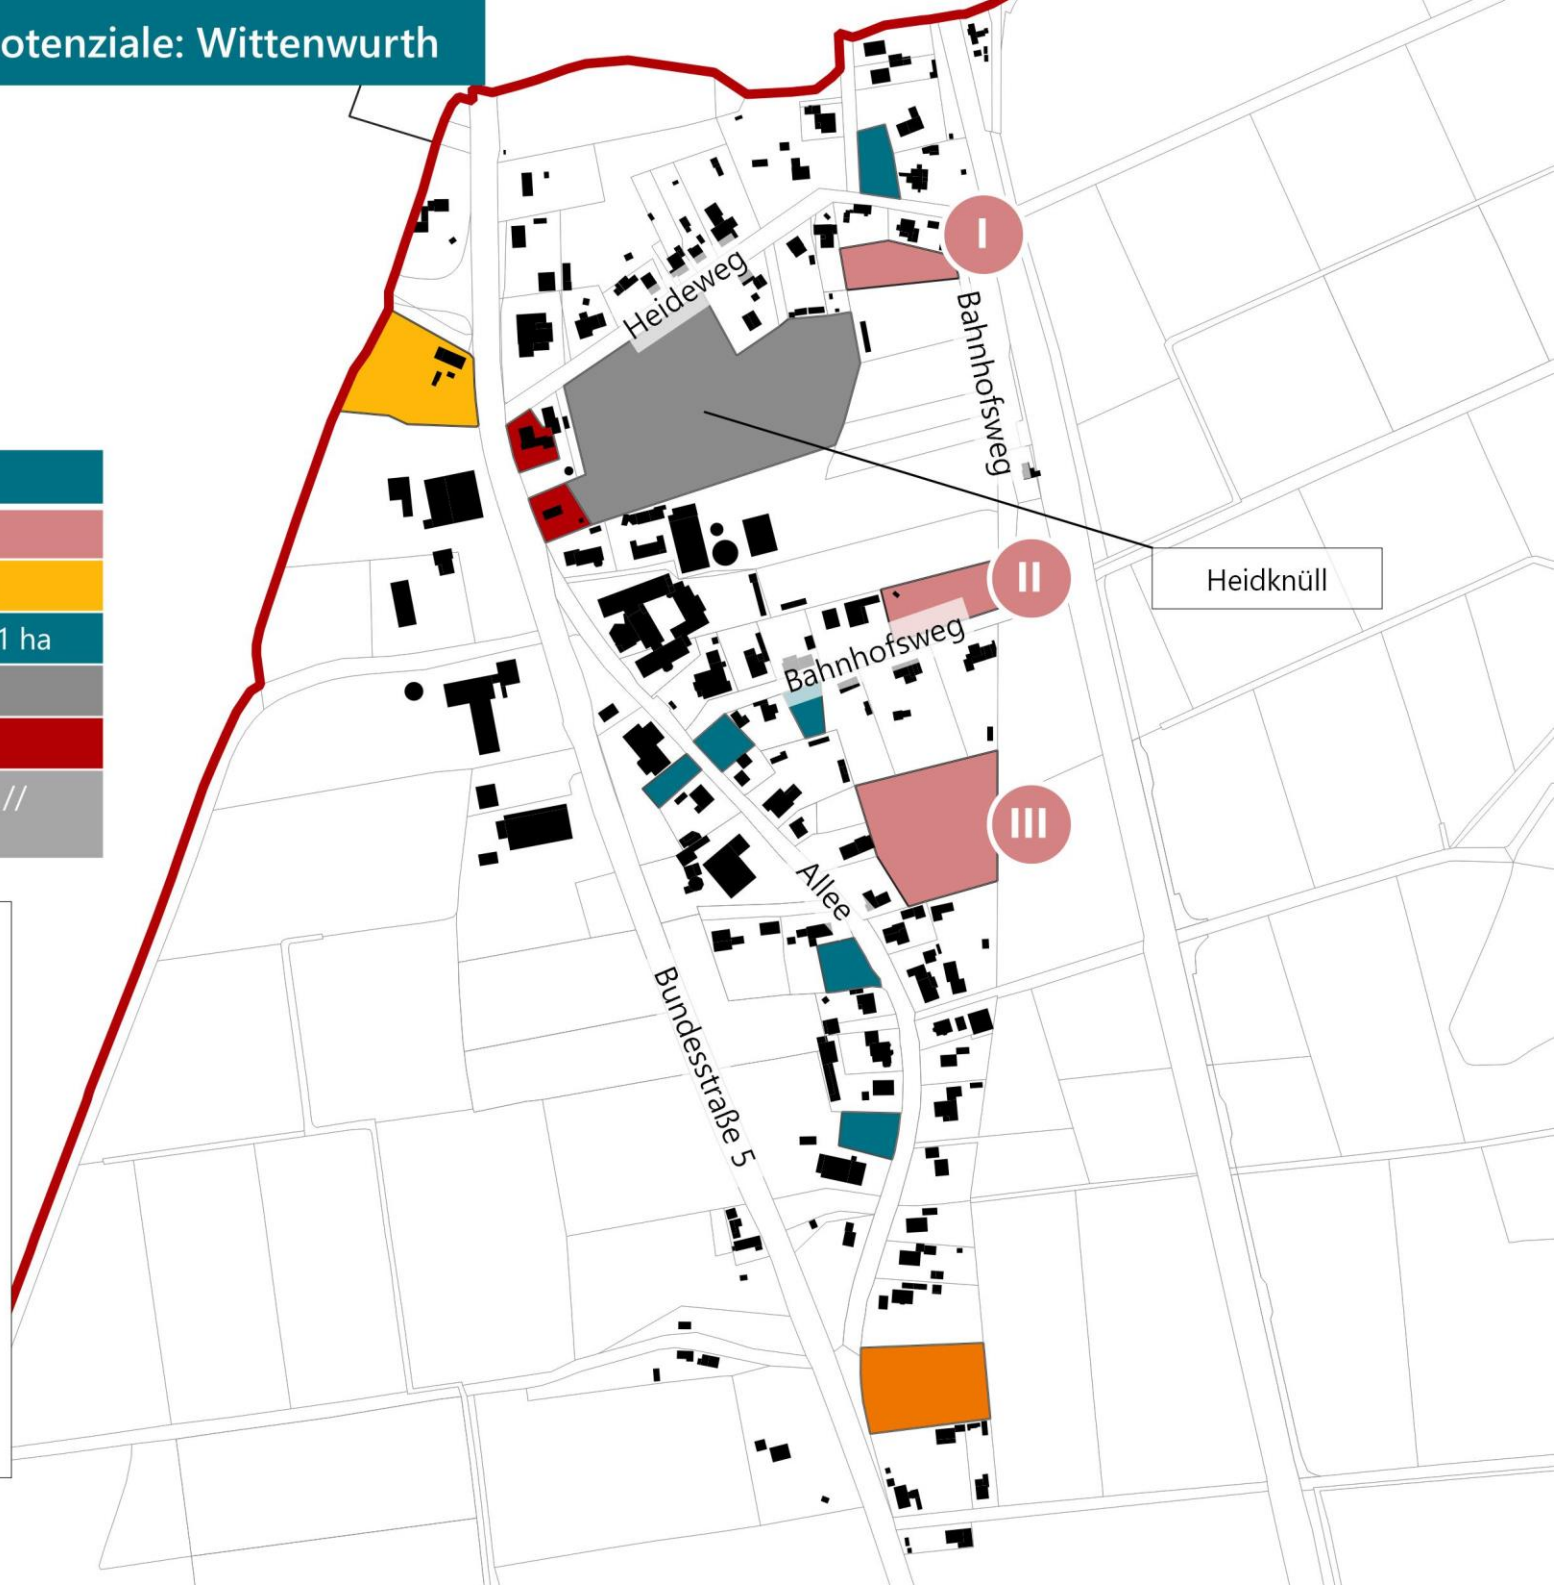 otenziale: Wittenwurth
I
Heideweg
Bahnhofsweg
II
Heidknüll
1 ha
Bahnhofsweg
//
III
Allee
Bundesstraße 5